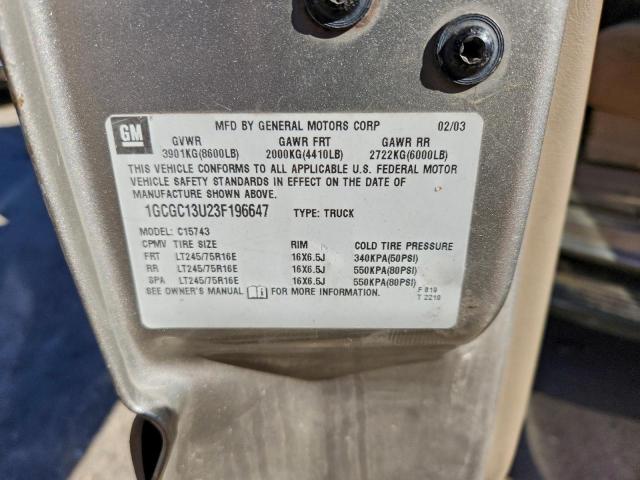 GM
MFD BY GENERAL MOTORS CORP 02/03
GVWR GAWR FRT GAWR RR
3901KG(8600LB) 2000KG(4410LB) 2722KG(6000LB)
THIS VEHICLE CONFORMS TO ALL APPLICABLE U.S. FEDERAL MOTOR
VEHICLE SAFETY STANDARDS IN EFFECT ON THE DATE OF
MANUFACTURE SHOWN ABOVE.
1GCGC13U23F196647 TYPE: TRUCK
MODEL: C15743
CPMV TIRE SIZE RIM COLD TIRE PRESSURE
FRT LT245/75R16E 16X6.5J 340KPA(50PSI)
RR LT245/75R16E 16X6.5J 550KPA(80PSI)
SPA LT245/75R16E 16X6.5J 550KPA(80PSI)
SEE OWNER'S MANUAL FOR MORE INFORMATION.
F 819
T 2210